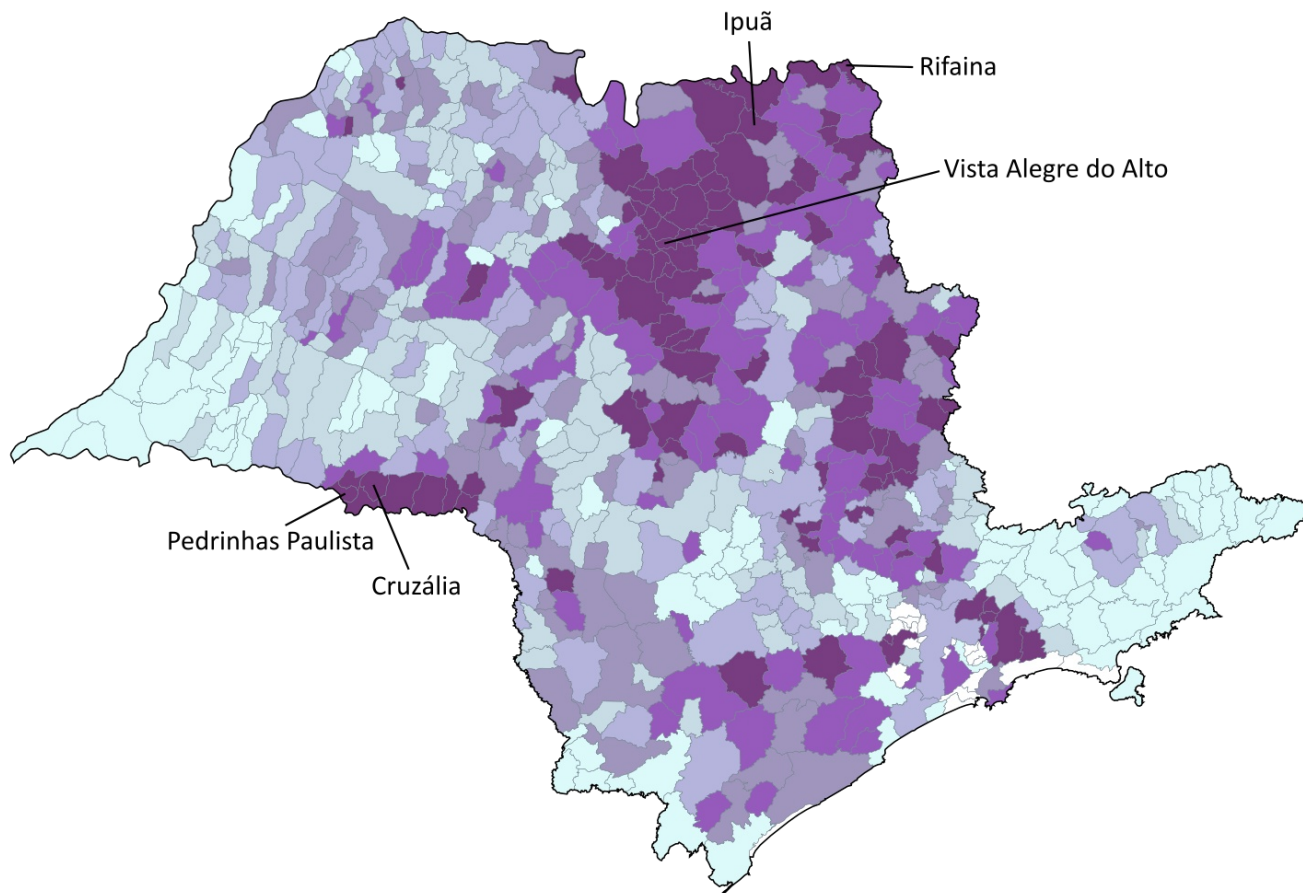 Ipuã
Rifaina
Vista Alegre do Alto
Pedrinhas Paulista
Cruzália